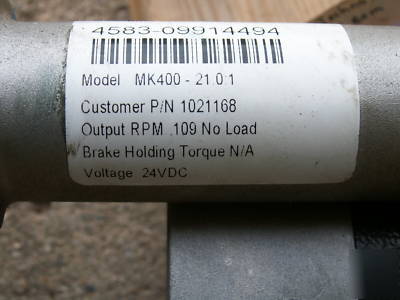 4583-09914494
Model MK400 - 21.0:1
Customer P/N 1021168
Output RPM .109 No Load
Brake Holding Torque N/A
Voltage 24VDC